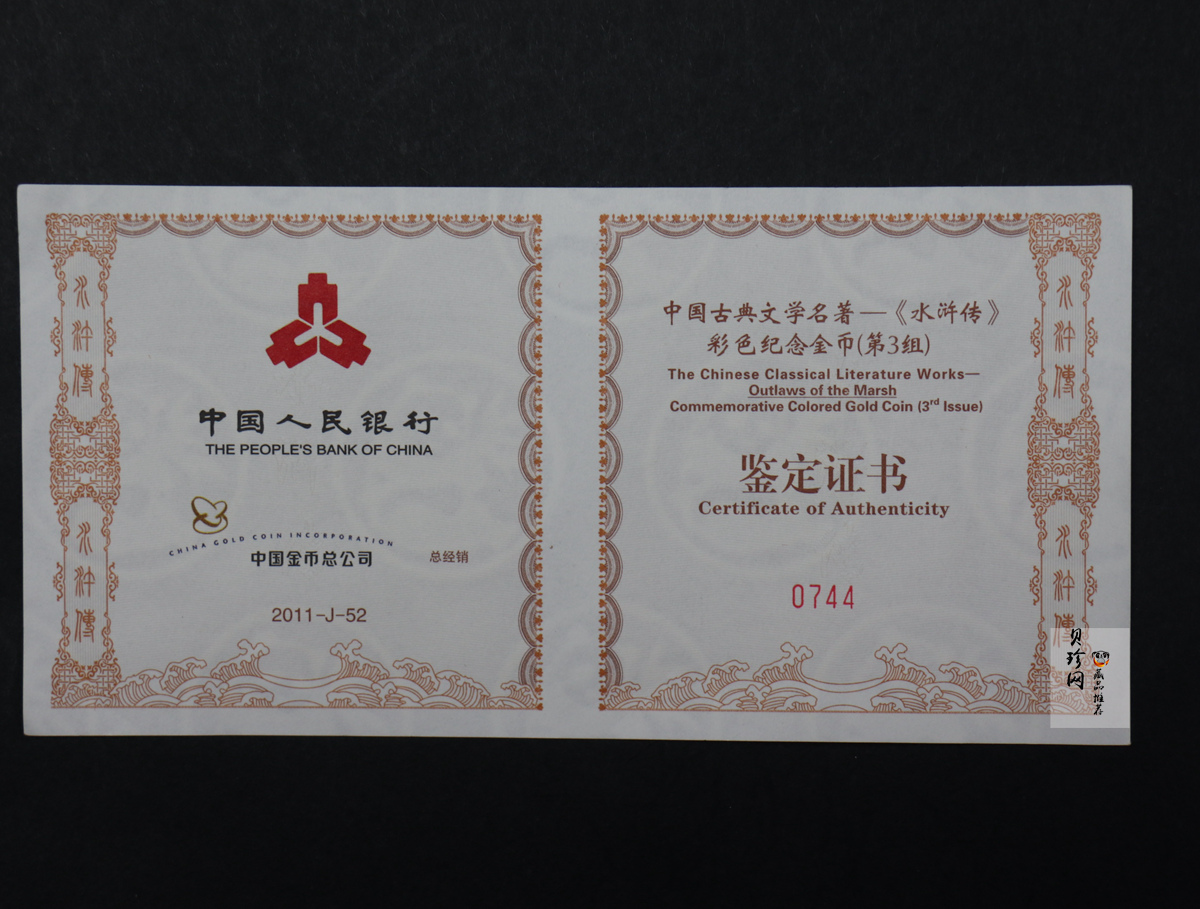 水浒傳
水浒傳
中国人民银行
THE PEOPLE'S BANK OF CHINA
CHINA GOLD COIN INCORPORATION
中国金币总公司 总经销
2011-J-52
中国古典文学名著—《水浒传》
彩色纪念金币(第3组)
The Chinese Classical Literature Works—
Outlaws of the Marsh
Commemorative Colored Gold Coin (3rd Issue)
鉴定证书
Certificate of Authenticity
0744
水浒傳
水浒傳
贝珍网
藏品推荐